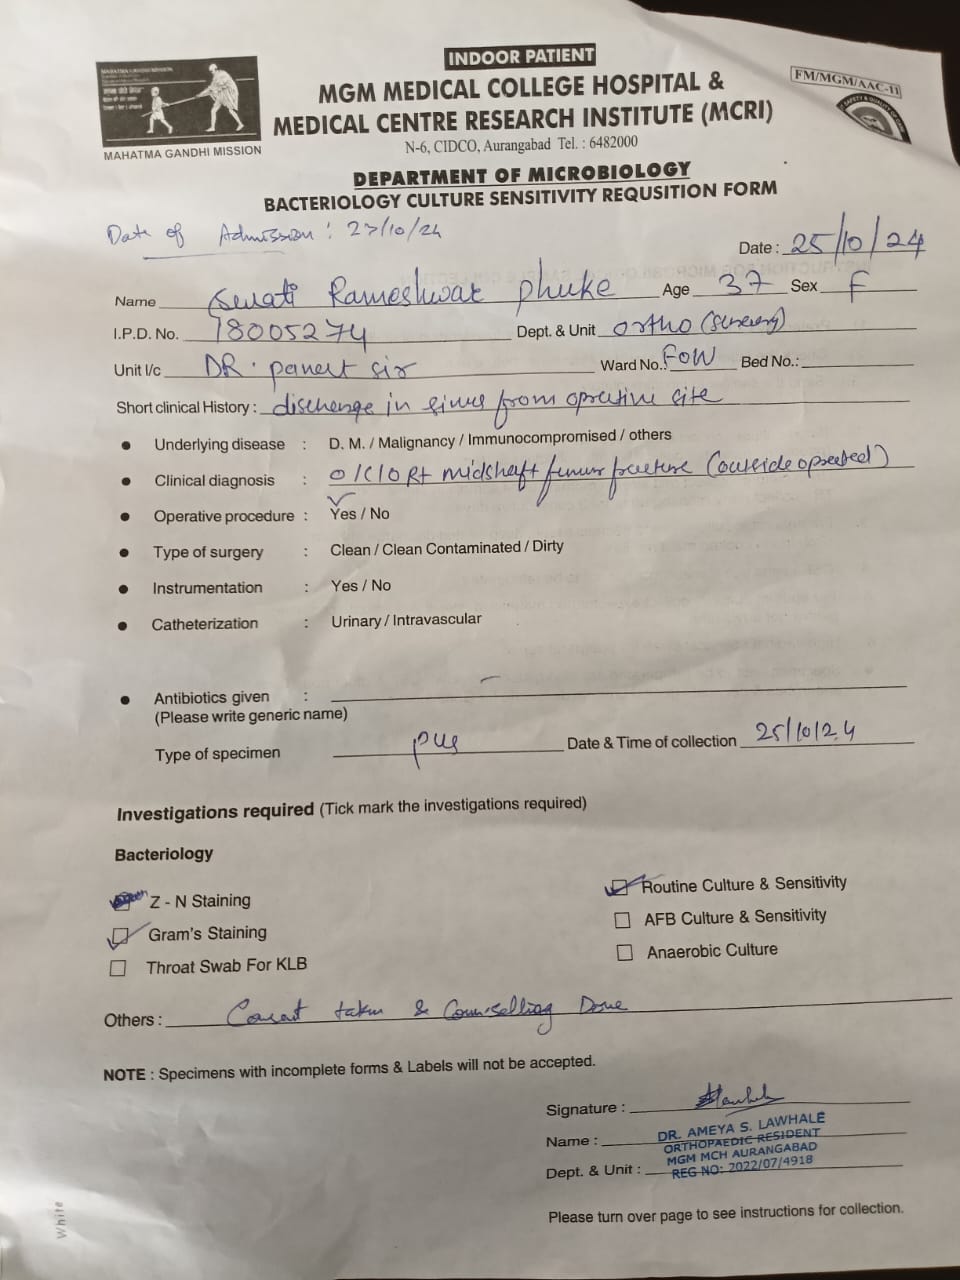 INDOOR PATIENT
MGM MEDICAL COLLEGE HOSPITAL &
MEDICAL CENTRE RESEARCH INSTITUTE (MCRI)
N-6, CIDCO, Aurangabad Tel. : 6482000
MAHATMA GANDHI MISSION
FM/MGM/AAC-11
DEPARTMENT OF MICROBIOLOGY
BACTERIOLOGY CULTURE SENSITIVITY REQUSITION FORM
Date of Admission : 27/10/24
Date : 25/10/24
Name Swati Rameshwar phuke Age 37 Sex F
I.P.D. No. 18005274 Dept. & Unit ortho
Unit I/c DR. sir Ward No.: FOW Bed No.:
Short clinical History : discherge in sinus from site
• Underlying disease : D. M. / Malignancy / Immunocompromised / others
• Clinical diagnosis : O/C/O Rt midshaft femur (outside operated)
• Operative procedure : Yes / No
• Type of surgery : Clean / Clean Contaminated / Dirty
• Instrumentation : Yes / No
• Catheterization : Urinary / Intravascular
• Antibiotics given :
(Please write generic name)
Type of specimen pus Date & Time of collection 25/10/24
Investigations required (Tick mark the investigations required)
Bacteriology
Z - N Staining
Routine Culture & Sensitivity
Gram's Staining
AFB Culture & Sensitivity
Throat Swab For KLB
Anaerobic Culture
Others : taken & Counselling Done
NOTE : Specimens with incomplete forms & Labels will not be accepted.
Signature :
Name : DR. AMEYA S. LAWHALE
ORTHOPAEDIC RESIDENT
Dept. & Unit : MGM MCH AURANGABAD
REG NO: 2022/07/4918
Please turn over page to see instructions for collection.
White